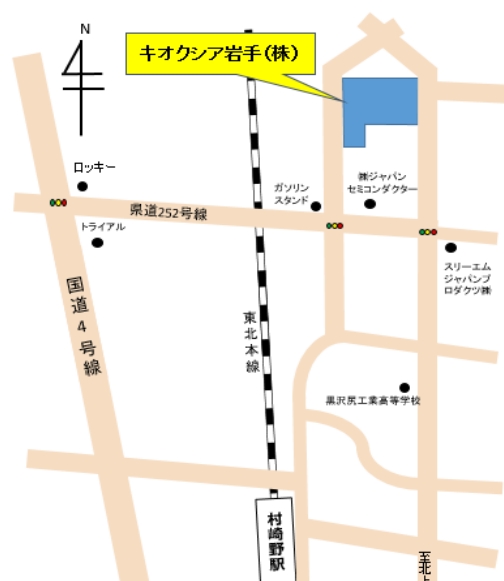 N
キオクシア岩手(株)
ロッキー
ガソリン
スタンド
㈱ジャパン
セミコンダクター
県道252号線
トライアル
スリーエム
ジャパンプ
ロダクツ㈱
国道4号線
東北本線
黒沢尻工業高等学校
村崎野駅
至北